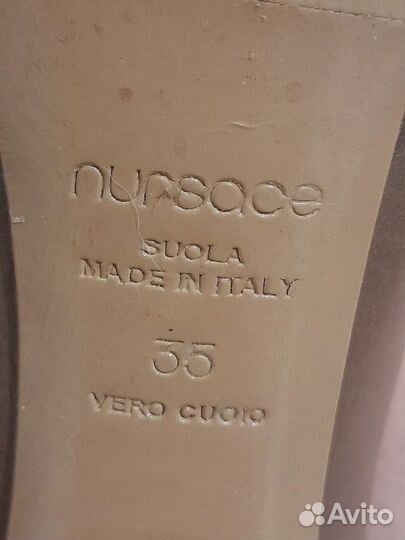 nursace
SUOLA
MADE IN ITALY
35
VERO CUOIO
Avito